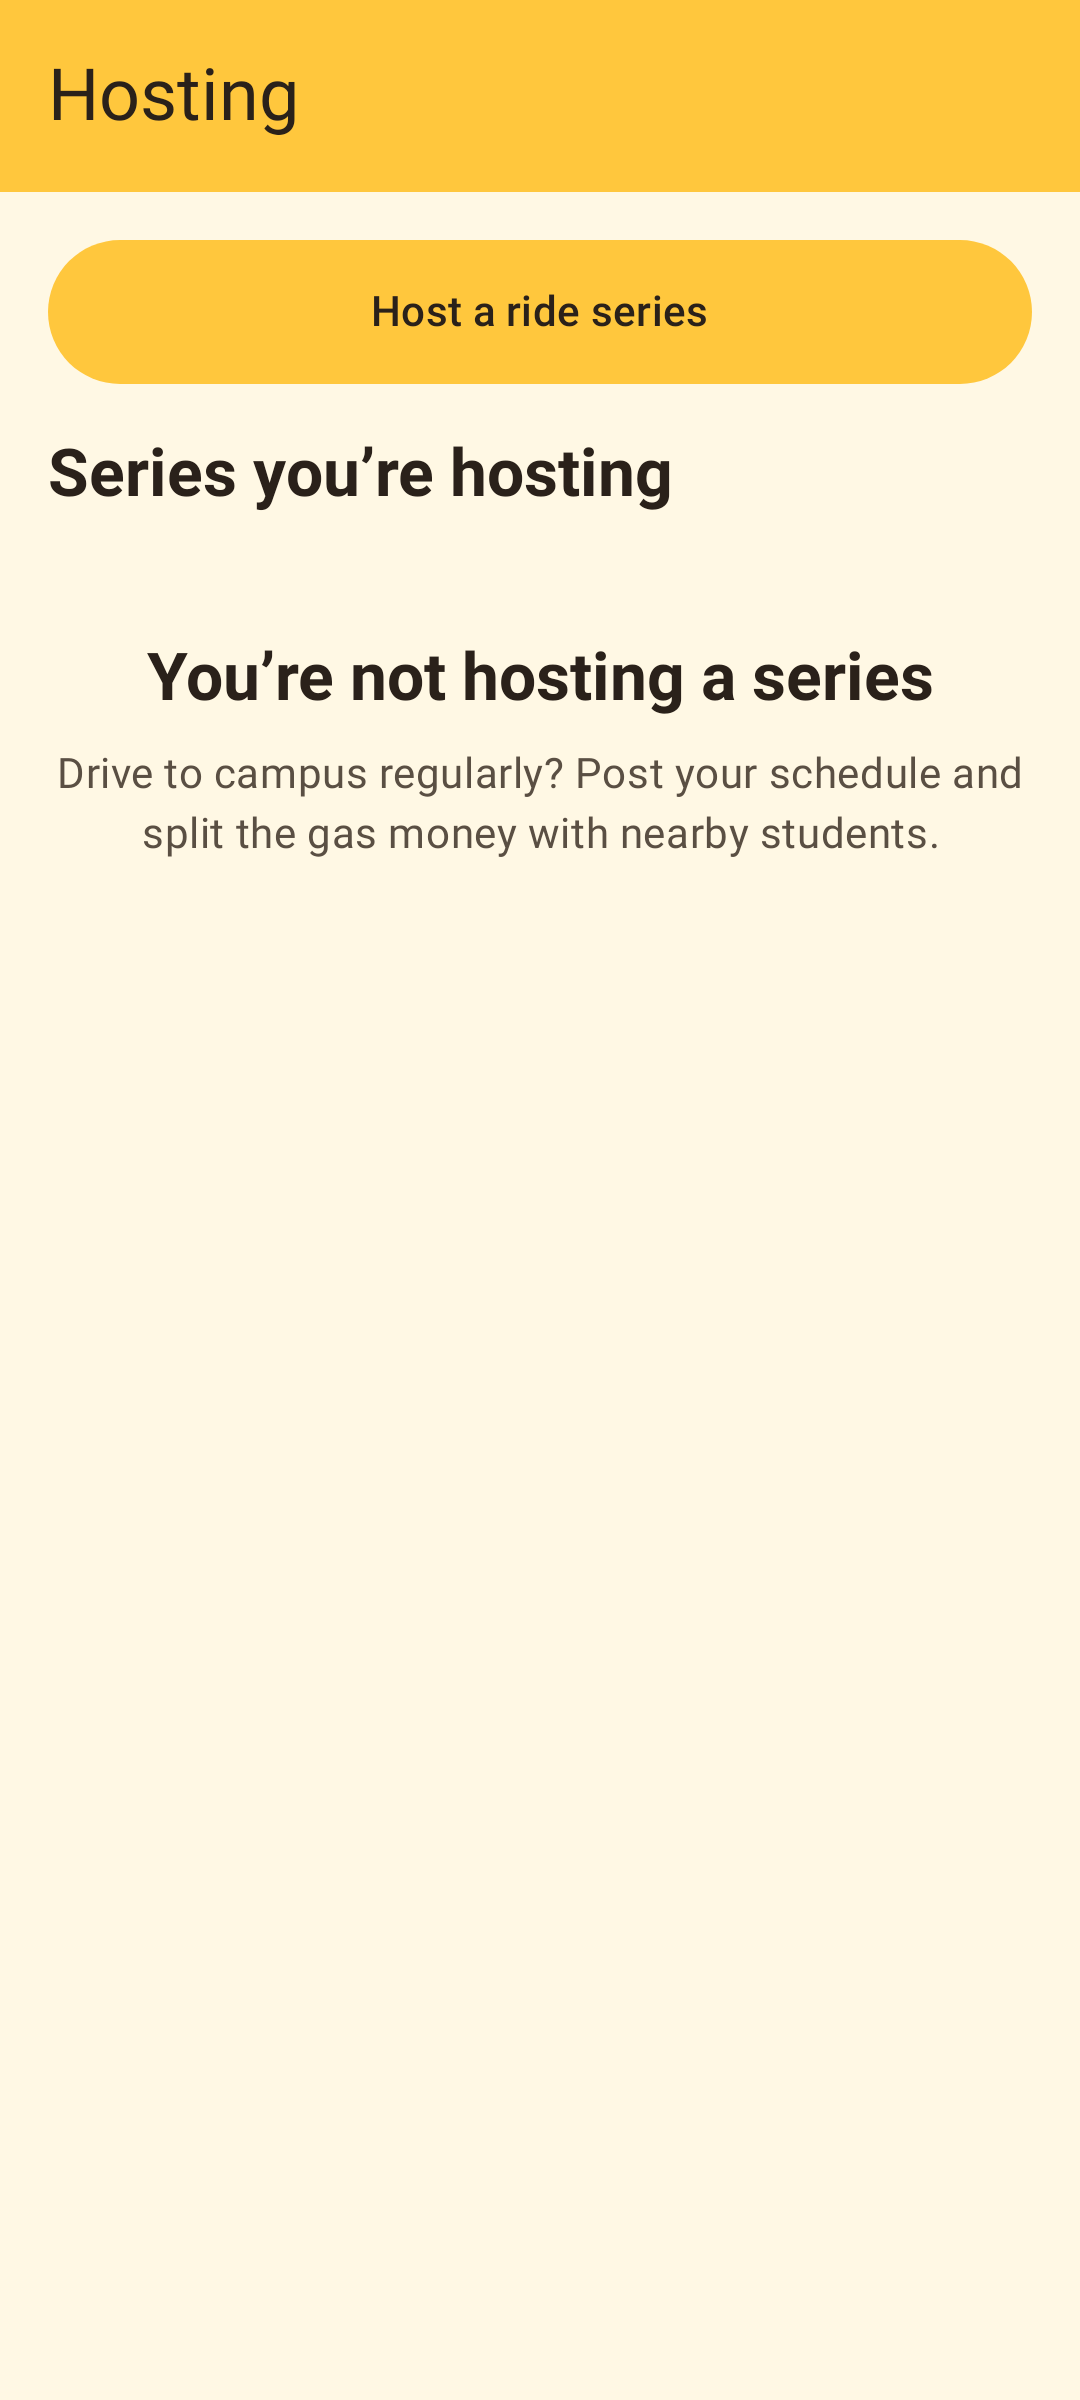 Hosting
Host a ride series
Series you’re hosting
You’re not hosting a series
Drive to campus regularly? Post your schedule and
split the gas money with nearby students.